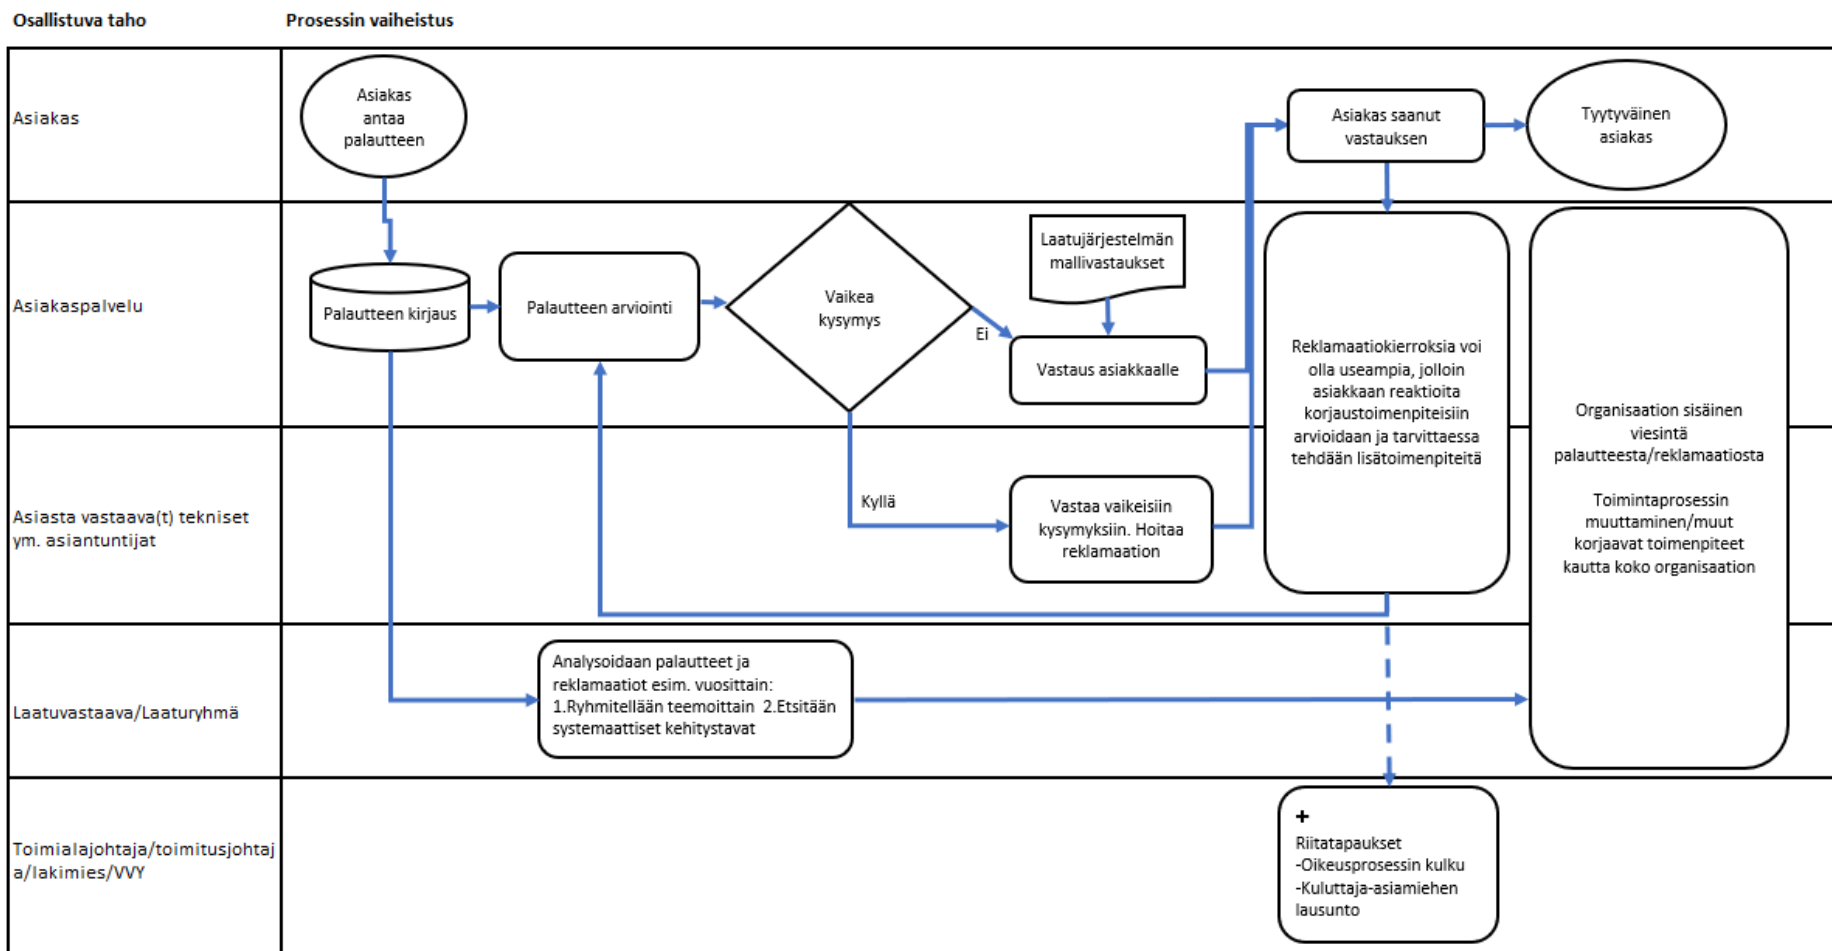 Osallistuva taho
Prosessin vaiheistus
Asiakas
Asiakas
antaa
palautteen
Asiakas saanut
vastauksen
Tyytyväinen
asiakas
Asiakaspalvelu
Palautteen kirjaus
Palautteen arviointi
Vaikea
kysymys
Ei
Laatujärjestelmän
mallivastaukset
Vastaus asiakkaalle
Reklamaatiokierroksia voi
olla useampia, jolloin
asiakkaan reaktioita
korjaustoimenpiteisiin
arvioidaan ja tarvittaessa
tehdään lisätoimenpiteitä
Organisaation sisäinen
viesintä
palautteesta/reklamaatiosta
Toimintaprosessin
muuttaminen/muut
korjaavat toimenpiteet
kautta koko organisaation
Asiasta vastaava(t) tekniset
ym. asiantuntijat
Kyllä
Vastaa vaikeisiin
kysymyksiin. Hoitaa
reklamaation
Laatuvastaava/Laaturyhmä
Analysoidaan palautteet ja
reklamaatiot esim. vuosittain:
1.Ryhmitellään teemoittain 2.Etsitään
systemaattiset kehitystavat
Toimialajohtaja/toimitusjohtaj
a/lakimies/VVY
+
Riitatapaukset
-Oikeusprosessin kulku
-Kuluttaja-asiamiehen
lausunto